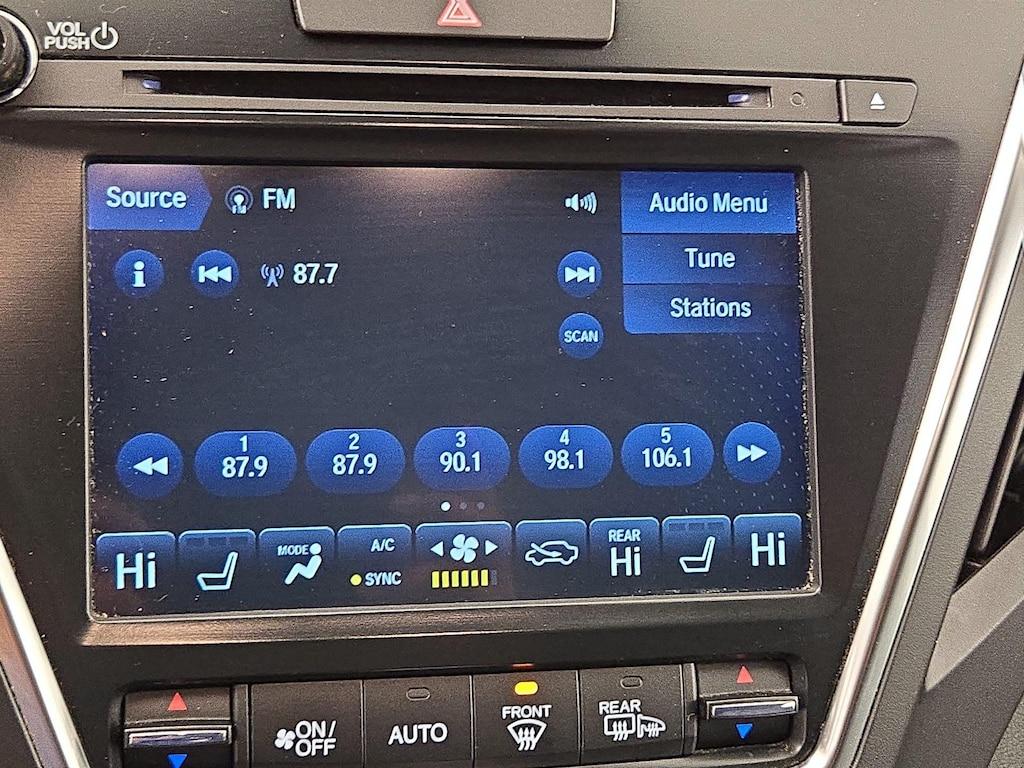 VOL
PUSH
Source
FM
Audio Menu
87.7
Tune
Stations
SCAN
1
87.9
2
87.9
3
90.1
4
98.1
5
106.1
Hi
MODE
A/C
SYNC
REAR
Hi
Hi
ON/
OFF
AUTO
FRONT
REAR